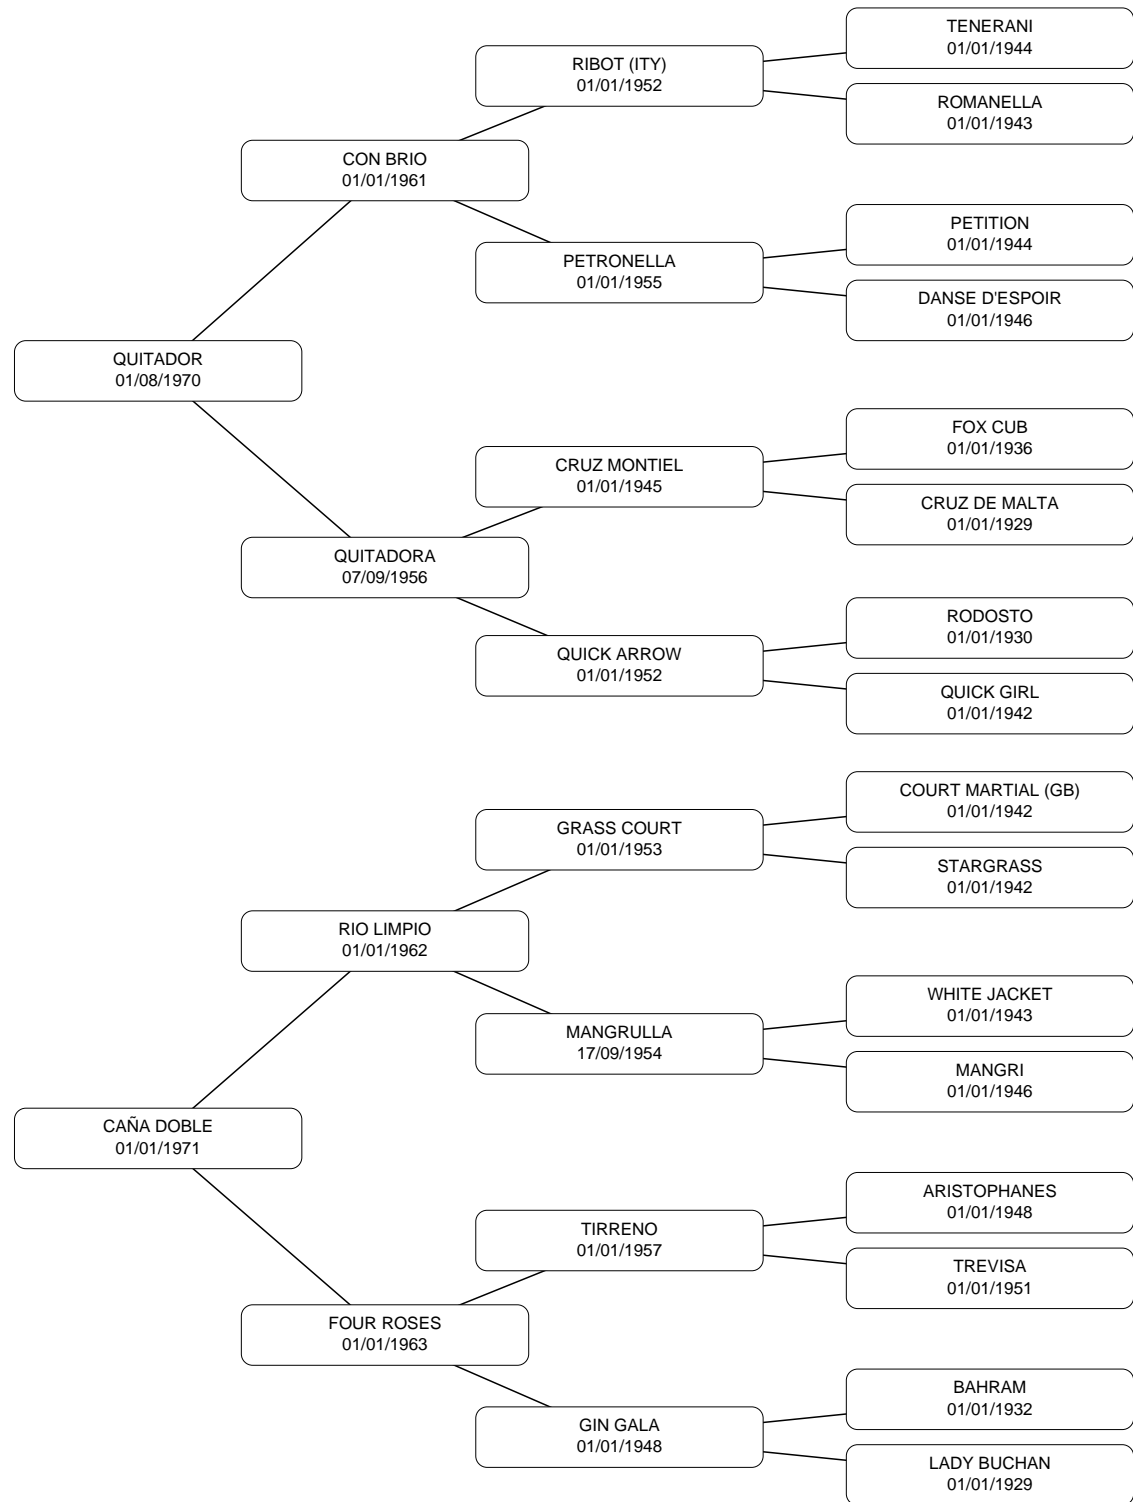 TENERANI
01/01/1944
RIBOT (ITY)
01/01/1952
ROMANELLA
01/01/1943
CON BRIO
01/01/1961
PETITION
01/01/1944
PETRONELLA
01/01/1955
DANSE D'ESPOIR
01/01/1946
QUITADOR
01/08/1970
FOX CUB
01/01/1936
CRUZ MONTIEL
01/01/1945
CRUZ DE MALTA
01/01/1929
QUITADORA
07/09/1956
RODOSTO
01/01/1930
QUICK ARROW
01/01/1952
QUICK GIRL
01/01/1942
COURT MARTIAL (GB)
01/01/1942
GRASS COURT
01/01/1953
STARGRASS
01/01/1942
RIO LIMPIO
01/01/1962
WHITE JACKET
01/01/1943
MANGRULLA
17/09/1954
MANGRI
01/01/1946
CAÑA DOBLE
01/01/1971
ARISTOPHANES
01/01/1948
TIRRENO
01/01/1957
TREVISA
01/01/1951
FOUR ROSES
01/01/1963
BAHRAM
01/01/1932
GIN GALA
01/01/1948
LADY BUCHAN
01/01/1929